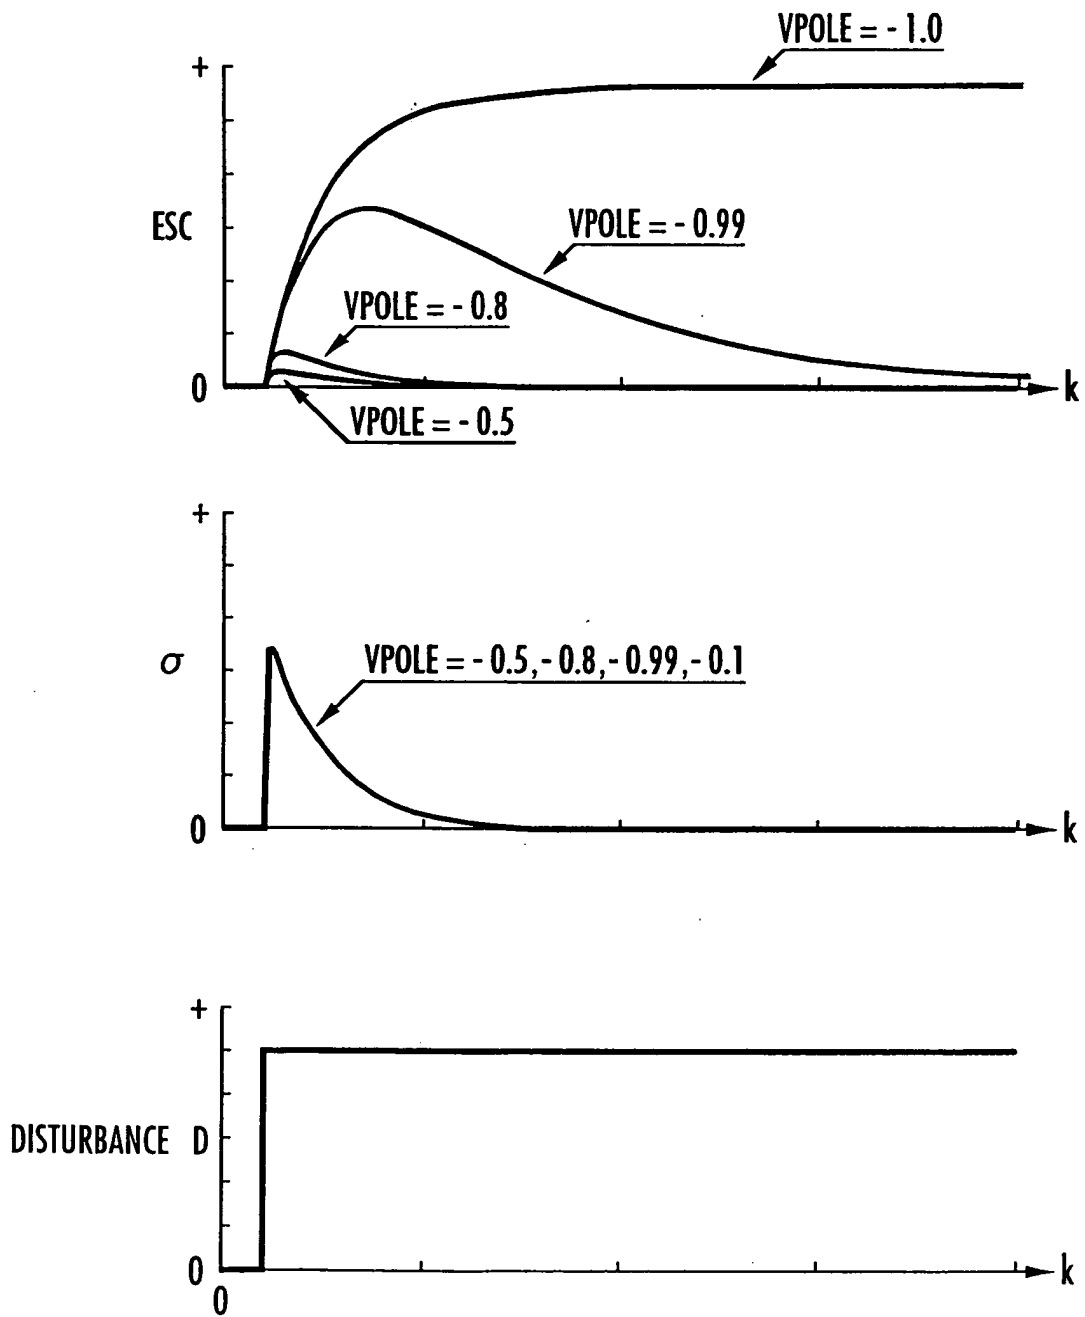 VPOLE = - 1.0
+
ESC
VPOLE = - 0.99
VPOLE = - 0.8
0
k
VPOLE = - 0.5
+
σ
VPOLE = - 0.5, - 0.8, - 0.99, - 0.1
0
k
+
DISTURBANCE D
0
k
0